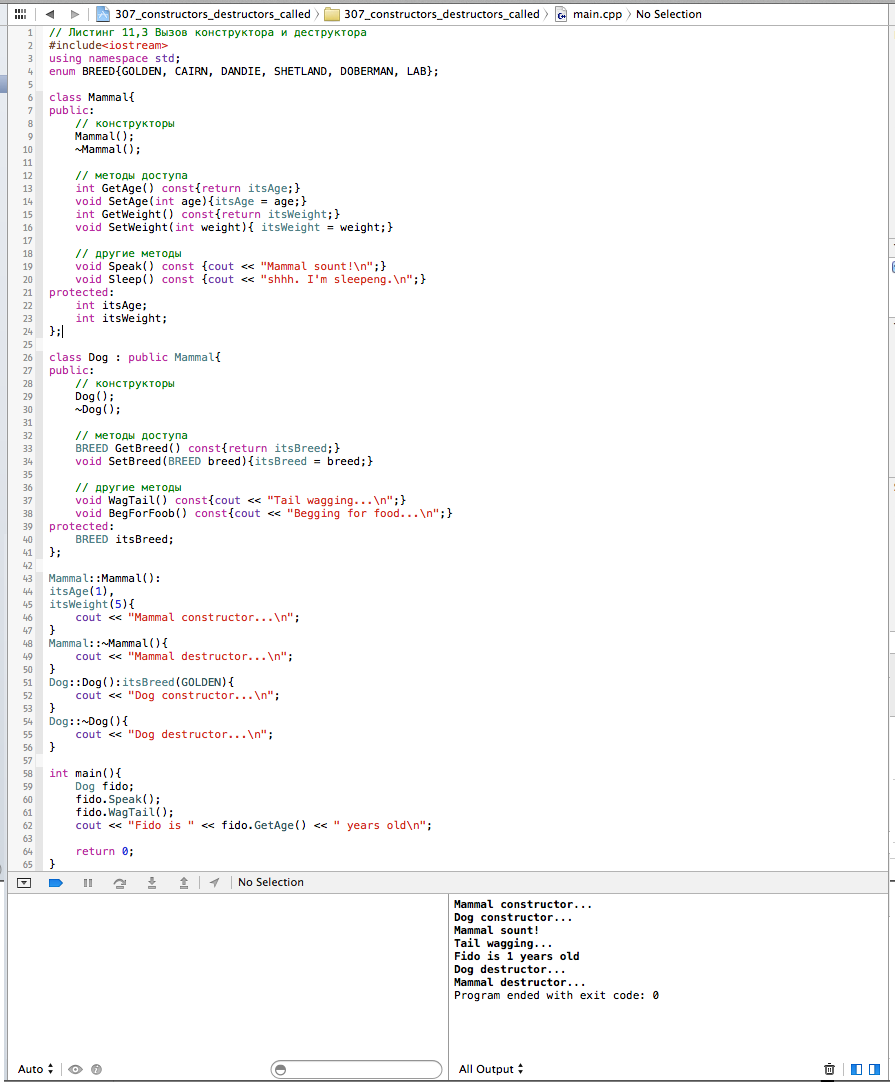 307_constructors_destructors_called 307_constructors_destructors_called main.cpp No Selection
1 // Листинг 11,3 Вызов конструктора и деструктора
2 #include<iostream>
3 using namespace std;
4 enum BREED{GOLDEN, CAIRN, DANDIE, SHETLAND, DOBERMAN, LAB};
5
6 class Mammal{
7 public:
8     // конструкторы
9     Mammal();
10     ~Mammal();
11
12     // методы доступа
13     int GetAge() const{return itsAge;}
14     void SetAge(int age){itsAge = age;}
15     int GetWeight() const{return itsWeight;}
16     void SetWeight(int weight){ itsWeight = weight;}
17
18     // другие методы
19     void Speak() const {cout << "Mammal sount!\n";}
20     void Sleep() const {cout << "shhh. I'm sleepeng.\n";}
21 protected:
22     int itsAge;
23     int itsWeight;
24 };
25
26 class Dog : public Mammal{
27 public:
28     // конструкторы
29     Dog();
30     ~Dog();
31
32     // методы доступа
33     BREED GetBreed() const{return itsBreed;}
34     void SetBreed(BREED breed){itsBreed = breed;}
35
36     // другие методы
37     void WagTail() const{cout << "Tail wagging...\n";}
38     void BegForFoob() const{cout << "Begging for food...\n";}
39 protected:
40     BREED itsBreed;
41 };
42
43 Mammal::Mammal():
44 itsAge(1),
45 itsWeight(5){
46     cout << "Mammal constructor...\n";
47 }
48 Mammal::~Mammal(){
49     cout << "Mammal destructor...\n";
50 }
51 Dog::Dog():itsBreed(GOLDEN){
52     cout << "Dog constructor...\n";
53 }
54 Dog::~Dog(){
55     cout << "Dog destructor...\n";
56 }
57
58 int main(){
59     Dog fido;
60     fido.Speak();
61     fido.WagTail();
62     cout << "Fido is " << fido.GetAge() << " years old\n";
63
64     return 0;
65 }
No Selection
Mammal constructor...
Dog constructor...
Mammal sount!
Tail wagging...
Fido is 1 years old
Dog destructor...
Mammal destructor...
Program ended with exit code: 0
Auto
All Output